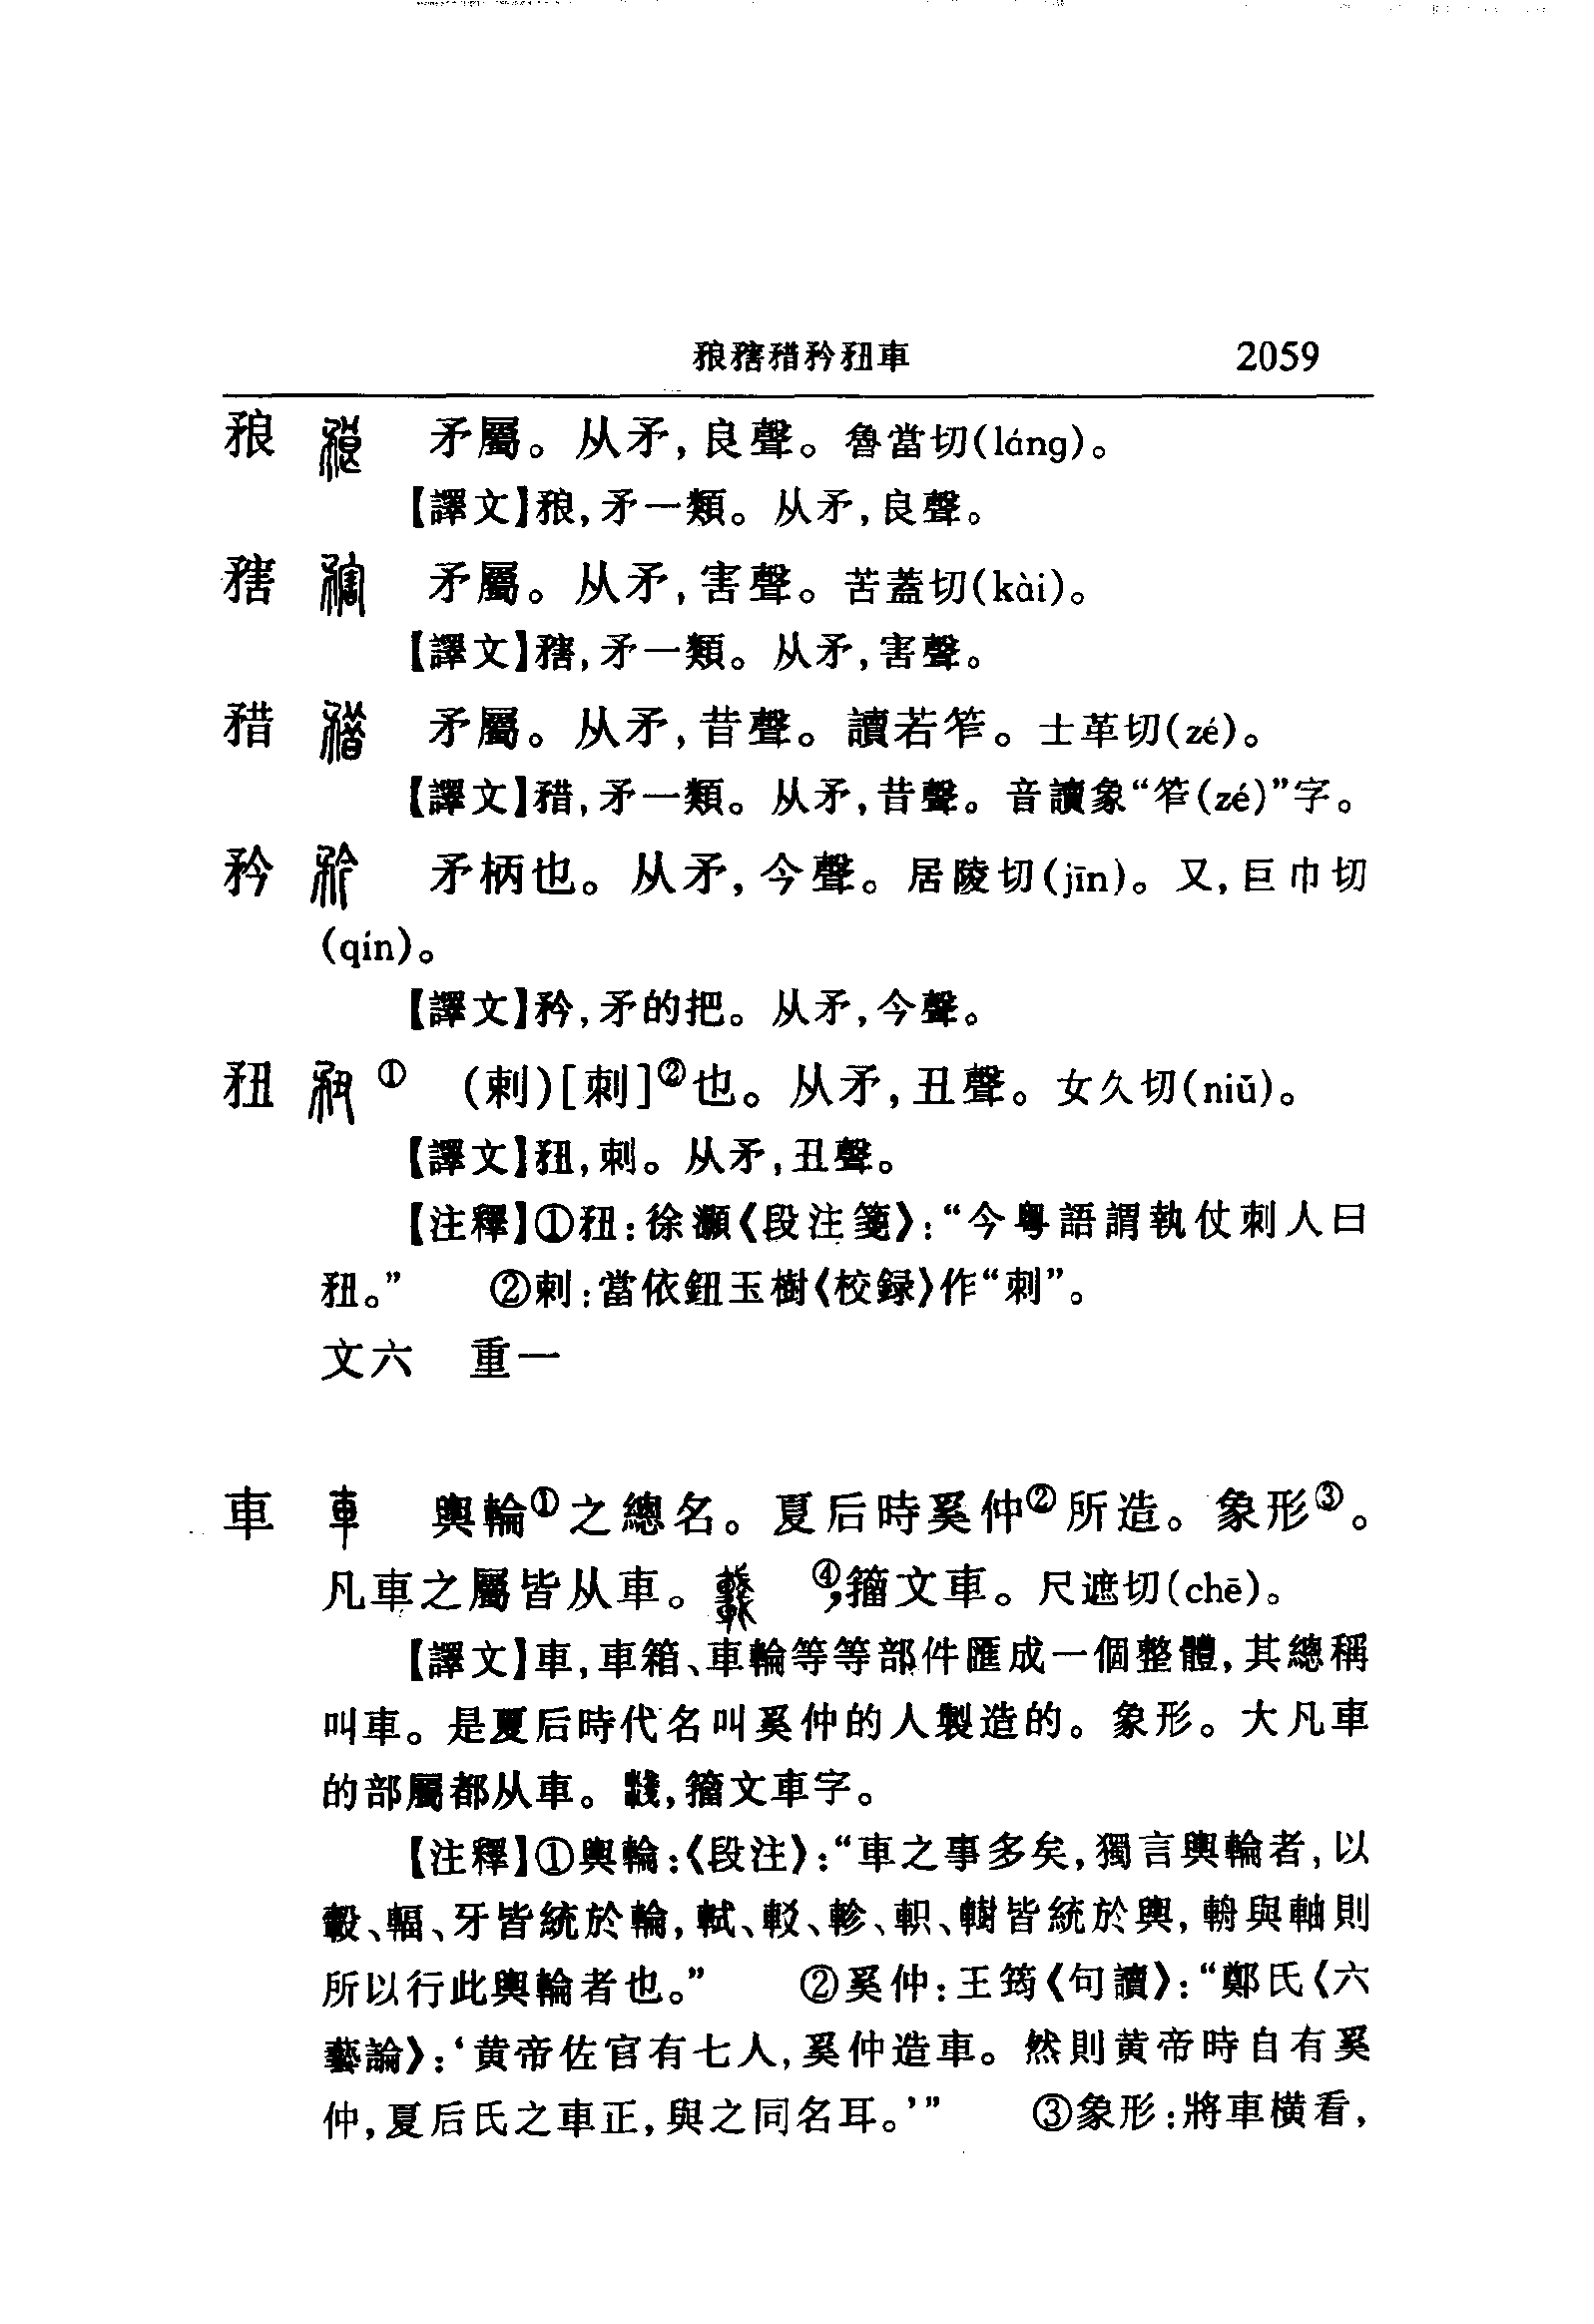 䂾䂿矠矜䂇車 2059
䂾 矛屬。从矛,良聲。魯當切(láng)。
【譯文】䂾,矛一類。从矛,良聲。
矛屬。从矛,害聲。苦蓋切(kài)。
【譯文】,矛一類。从矛,害聲。
矠 矛屬。从矛,昔聲。讀若笮。士革切(zé)。
【譯文】矠,矛一類。从矛,昔聲。音讀象“笮(zé)”字。
矜 矛柄也。从矛,今聲。居陵切(jīn)。又,巨巾切
(qín)。
【譯文】矜,矛的把。从矛,今聲。
① (剌)[刺]②也。从矛,丑聲。女久切(niǔ)。
【譯文】,刺。从矛,丑聲。
【注釋】①:徐灝《段注箋》:“今粵語謂執仗刺人曰
。” ②剌:當依鈕玉樹《校録》作“刺”。
文六 重一
車 車 輿輪①之總名。夏后時奚仲②所造。象形③。
凡車之屬皆从車。 ④,籀文車。尺遮切(chē)。
【譯文】車,車箱、車輪等等部件匯成一個整體,其總稱
叫車。是夏后時代名叫奚仲的人製造的。象形。大凡車
的部屬都从車。,籀文車字。
【注釋】①輿輪:《段注》:“車之事多矣,獨言輿輪者,以
轂、輻、牙皆統於輪,軾、較、軫、軹、轛皆統於輿,輈與軸則
所以行此輿輪者也。” ②奚仲:王筠《句讀》:“鄭氏《六
藝論》:‘黄帝佐官有七人,奚仲造車。然則黄帝時自有奚
仲,夏后氏之車正,與之同名耳。’” ③象形:將車横看,